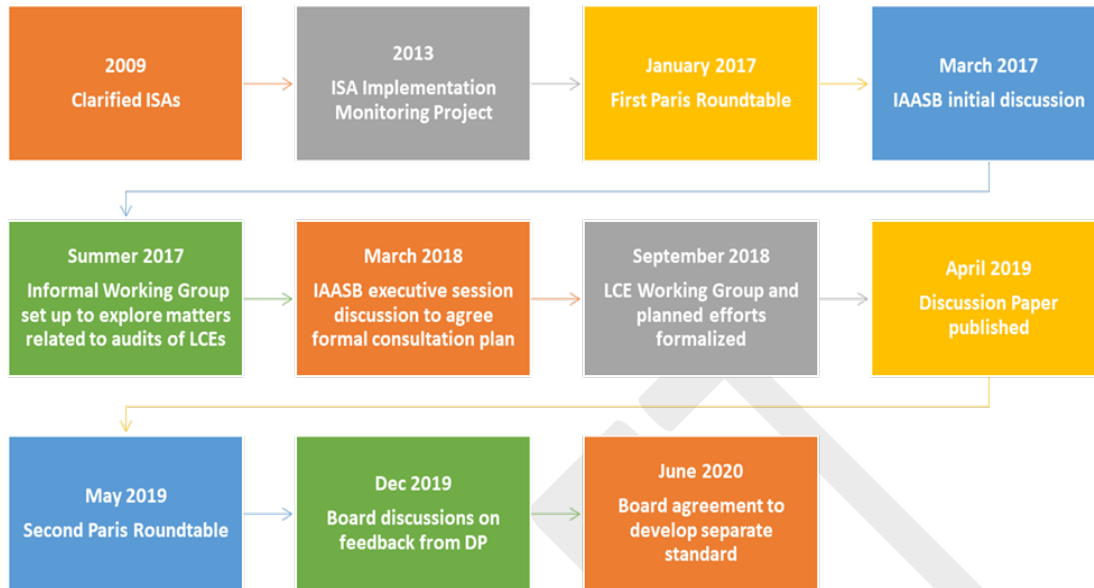 2009
Clarified ISAs
2013
ISA Implementation
Monitoring Project
January 2017
First Paris Roundtable
March 2017
IAASB initial discussion
Summer 2017
Informal Working Group
set up to explore matters
related to audits of LCEs
March 2018
IAASB executive session
discussion to agree
formal consultation plan
September 2018
LCE Working Group and
planned efforts
formalized
April 2019
Discussion Paper
published
May 2019
Second Paris Roundtable
Dec 2019
Board discussions on
feedback from DP
June 2020
Board agreement to
develop separate
standard